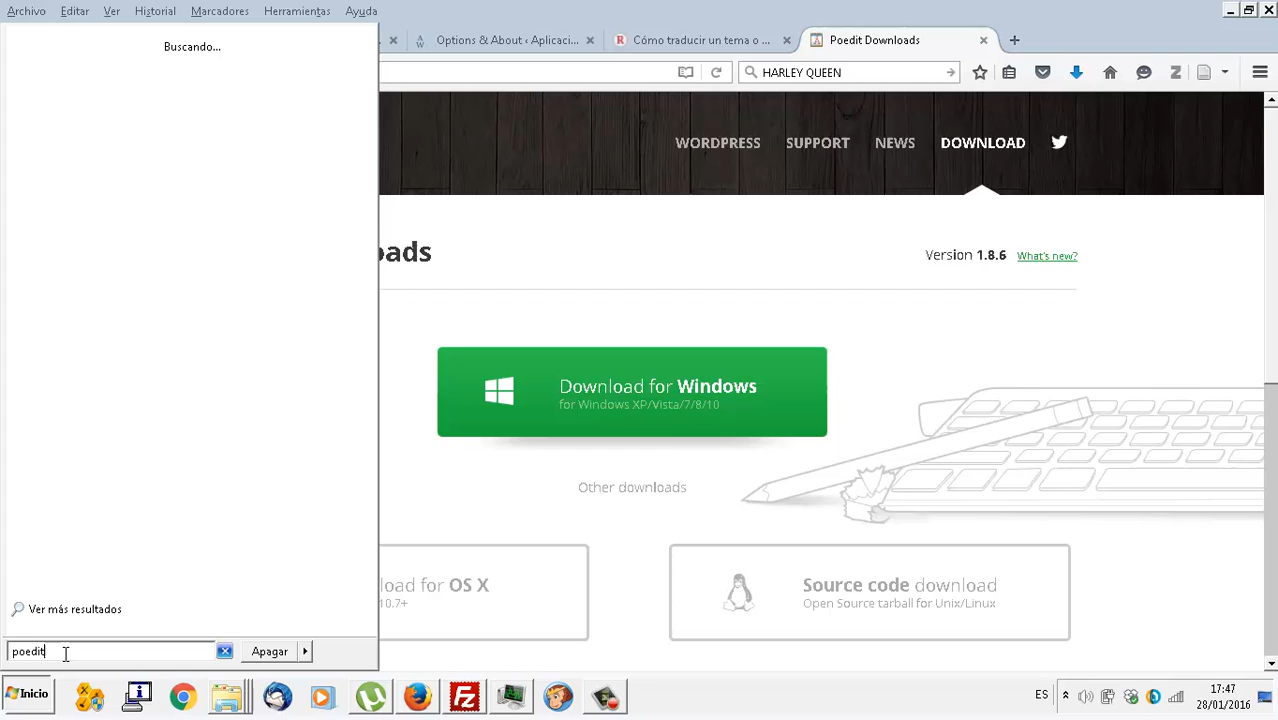 Archivo Editar Ver Historial Marcadores Herramientas Ayuda
Options & About ‹ Aplicaci... Cómo traducir un tema o ... Poedit Downloads
HARLEY QUEEN
Buscando...
WORDPRESS SUPPORT NEWS DOWNLOAD
oads
Version 1.8.6 What's new?
Download for Windows
for Windows XP/Vista/7/8/10
Other downloads
load for OS X
10.7+
Source code download
Open Source tarball for Unix/Linux
Ver más resultados
poedit
Apagar
Inicio
ES
17:47
28/01/2016